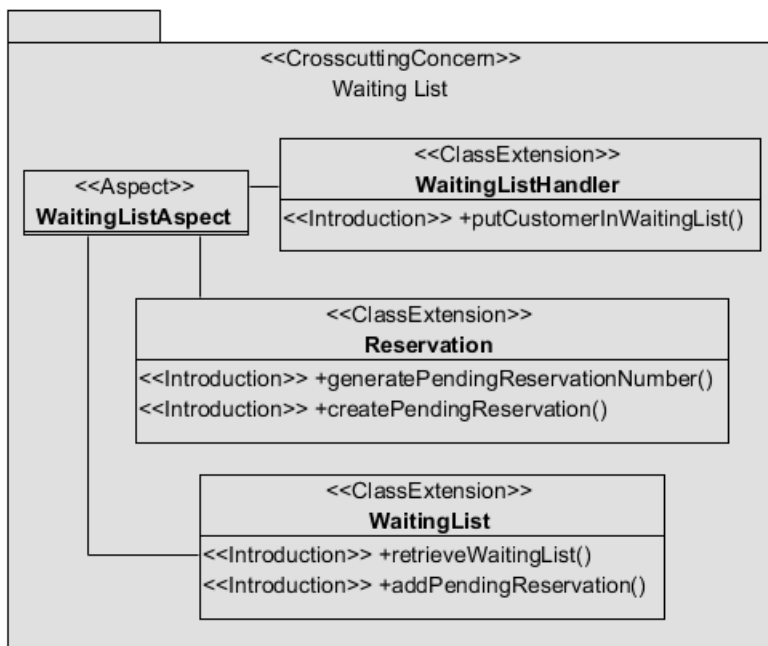 <<CrosscuttingConcern>>
Waiting List
<<Aspect>>
WaitingListAspect
<<ClassExtension>>
WaitingListHandler
<<Introduction>> +putCustomerInWaitingList()
<<ClassExtension>>
Reservation
<<Introduction>> +generatePendingReservationNumber()
<<Introduction>> +createPendingReservation()
<<ClassExtension>>
WaitingList
<<Introduction>> +retrieveWaitingList()
<<Introduction>> +addPendingReservation()